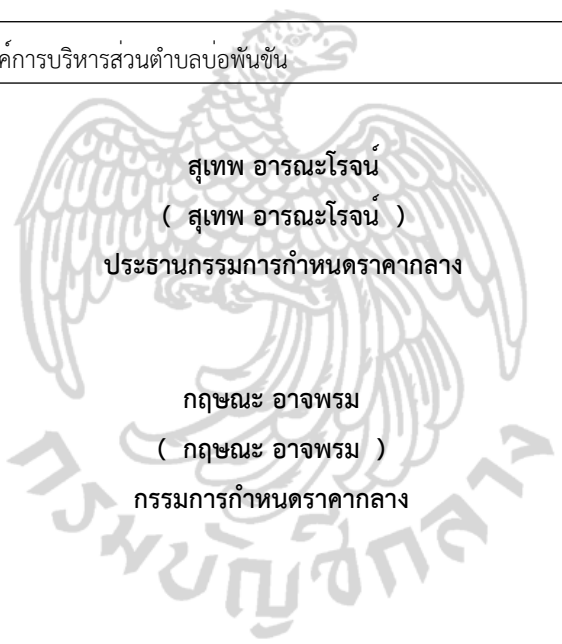 ค์การบริหารส่วนตำบลบ่อพันขัน
สุเทพ อารณะโรจน์
( สุเทพ อารณะโรจน์ )
ประธานกรรมการกำหนดราคากลาง
กฤษณะ อาจพรม
( กฤษณะ อาจพรม )
กรรมการกำหนดราคากลาง
กรมบัญชีกลาง